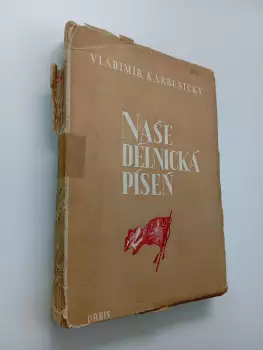 VLADIMÍR KARBUSICKÝ
NAŠE
DĚLNICKÁ
PÍSEŇ
ORBIS